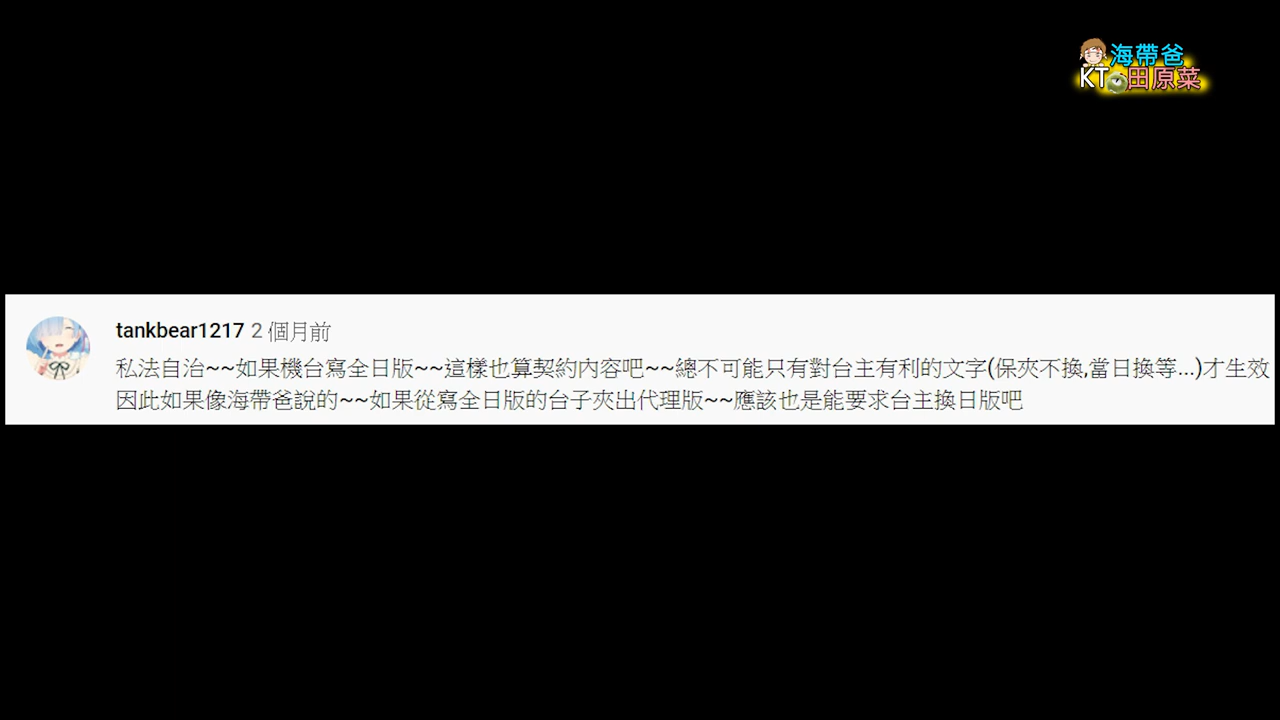 海帶爸
KT 田原菜
tankbear1217 2 個月前
私法自治~~如果機台寫全日版~~這樣也算契約內容吧~~總不可能只有對台主有利的文字(保夾不換,當日換等...)才生效
因此如果像海帶爸說的~~如果從寫全日版的台子夾出代理版~~應該也是能要求台主換日版吧